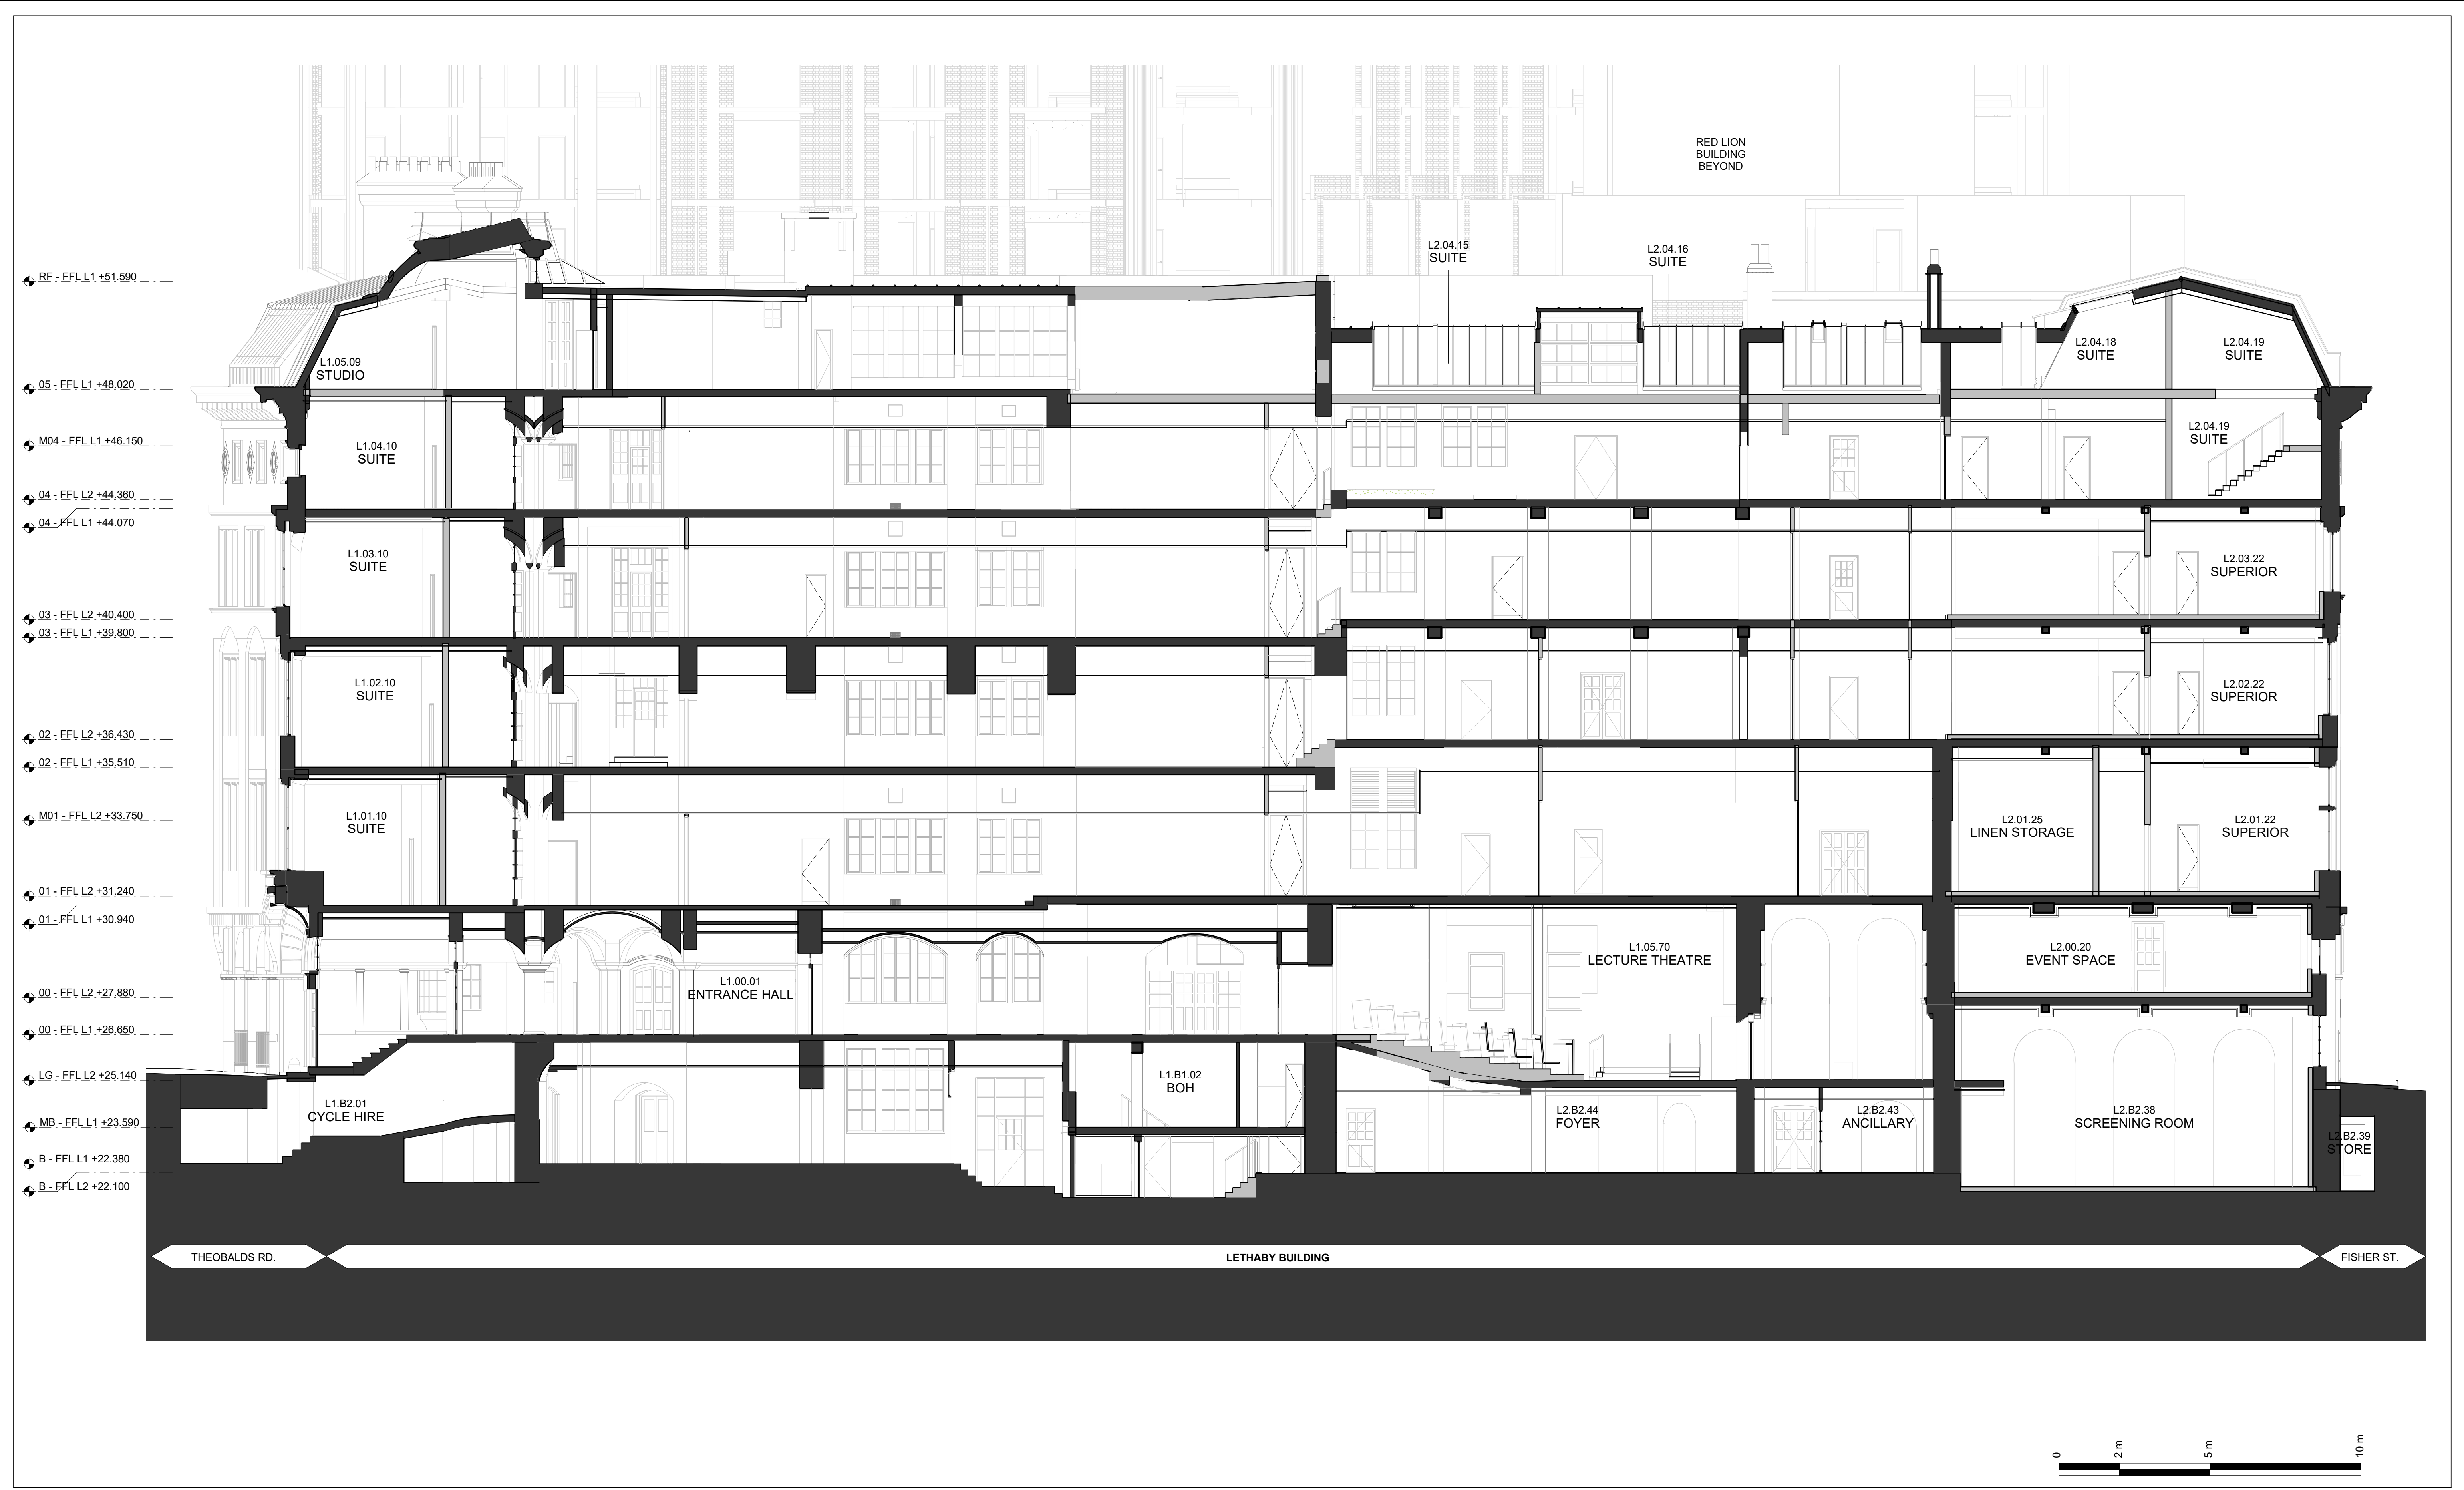 RED LION
BUILDING
BEYOND
L2.04.15
SUITE
L2.04.16
SUITE
RF - FFL L1 +51.590
L2.04.18
SUITE
L2.04.19
SUITE
L1.05.09
STUDIO
05 - FFL L1 +48.020
M04 - FFL L1 +46.150
L1.04.10
SUITE
L2.04.19
SUITE
04 - FFL L2 +44.360
04 - FFL L1 +44.070
L1.03.10
SUITE
L2.03.22
SUPERIOR
03 - FFL L2 +40.400
03 - FFL L1 +39.800
L1.02.10
SUITE
L2.02.22
SUPERIOR
02 - FFL L2 +36.430
02 - FFL L1 +35.510
M01 - FFL L2 +33.750
L1.01.10
SUITE
L2.01.25
LINEN STORAGE
L2.01.22
SUPERIOR
01 - FFL L2 +31.240
01 - FFL L1 +30.940
L1.05.70
LECTURE THEATRE
L2.00.20
EVENT SPACE
L1.00.01
ENTRANCE HALL
00 - FFL L2 +27.880
00 - FFL L1 +26.650
LG - FFL L2 +25.140
L1.B1.02
BOH
L1.B2.01
CYCLE HIRE
L2.B2.44
FOYER
L2.B2.43
ANCILLARY
L2.B2.38
SCREENING ROOM
MB - FFL L1 +23.590
L2.B2.39
STORE
B - FFL L1 +22.380
B - FFL L2 +22.100
THEOBALDS RD.
LETHABY BUILDING
FISHER ST.
0
2 m
5 m
10 m